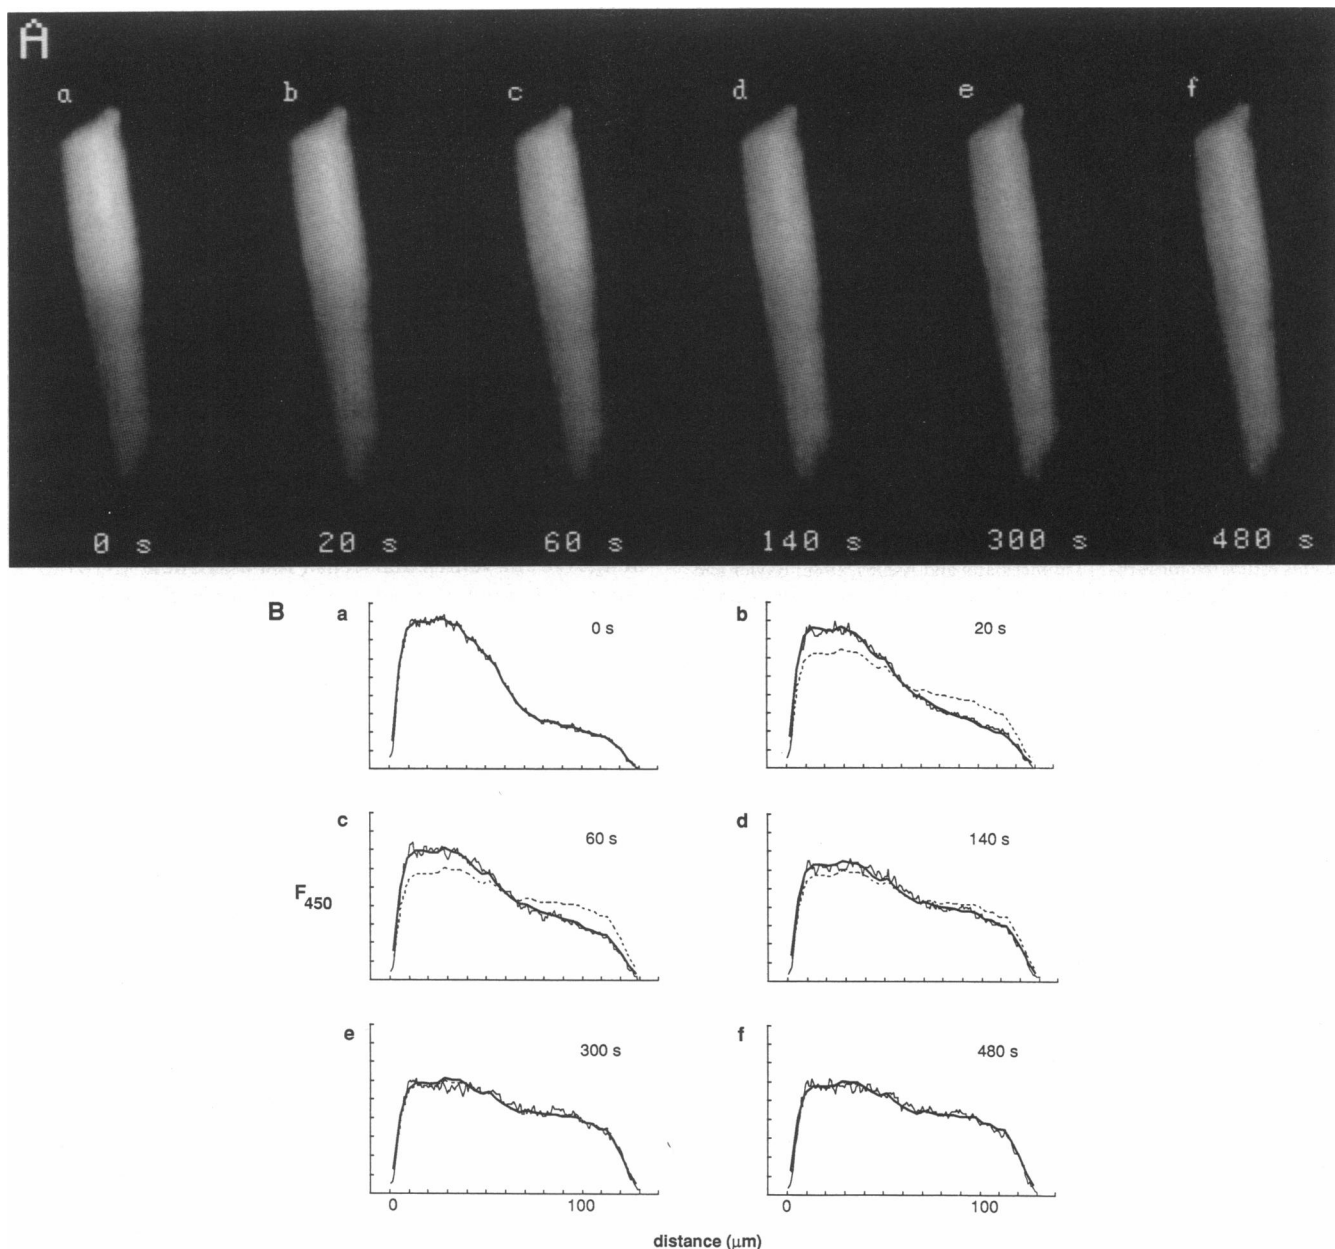 A
a b c d e f
0 s 20 s 60 s 140 s 300 s 480 s
B
a 0 s
b 20 s
c 60 s
d 140 s
F450
e 300 s
f 480 s
0 100
0 100
distance (μm)